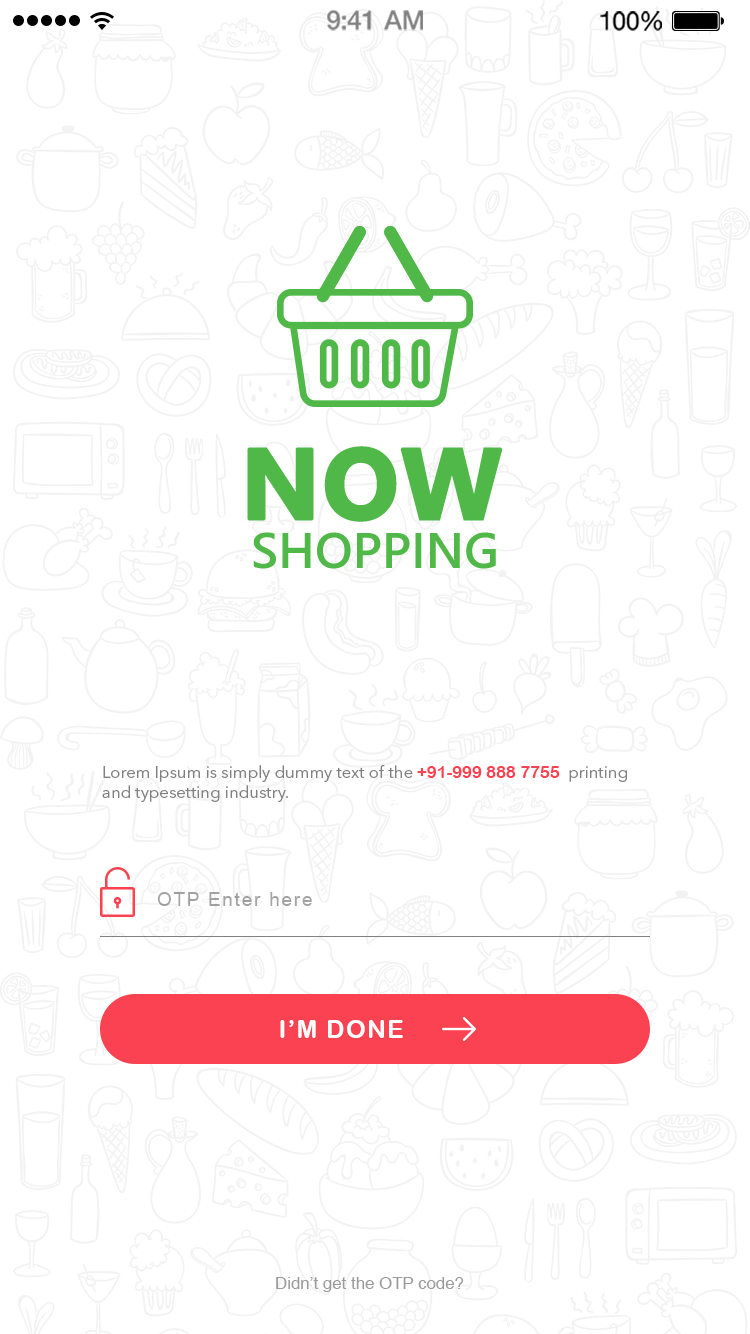 9:41 AM 100%
NOW
SHOPPING
Lorem Ipsum is simply dummy text of the +91-999 888 7755 printing
and typesetting industry.
OTP Enter here
I’M DONE
Didn’t get the OTP code?